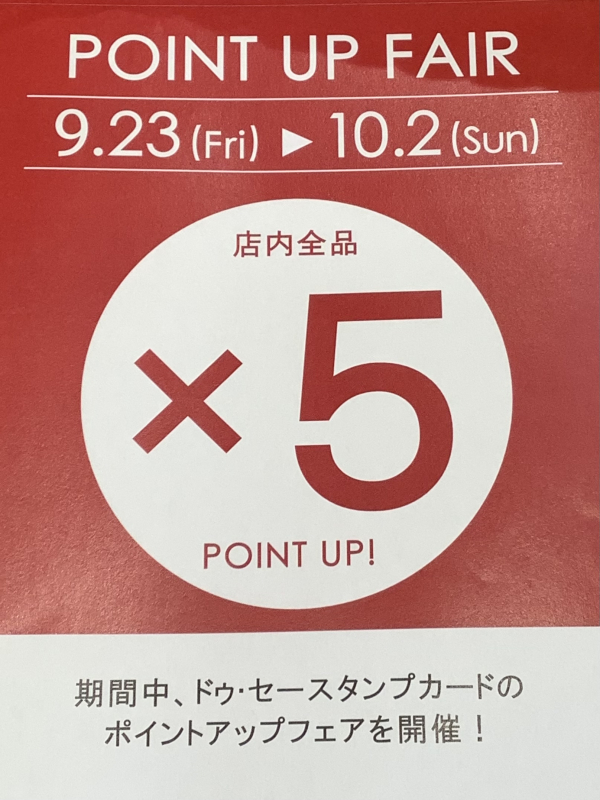 POINT UP FAIR
9.23 (Fri) ▶ 10.2 (Sun)
店内全品
×5
POINT UP!
期間中、ドゥ・セースタンプカードの
ポイントアップフェアを開催！